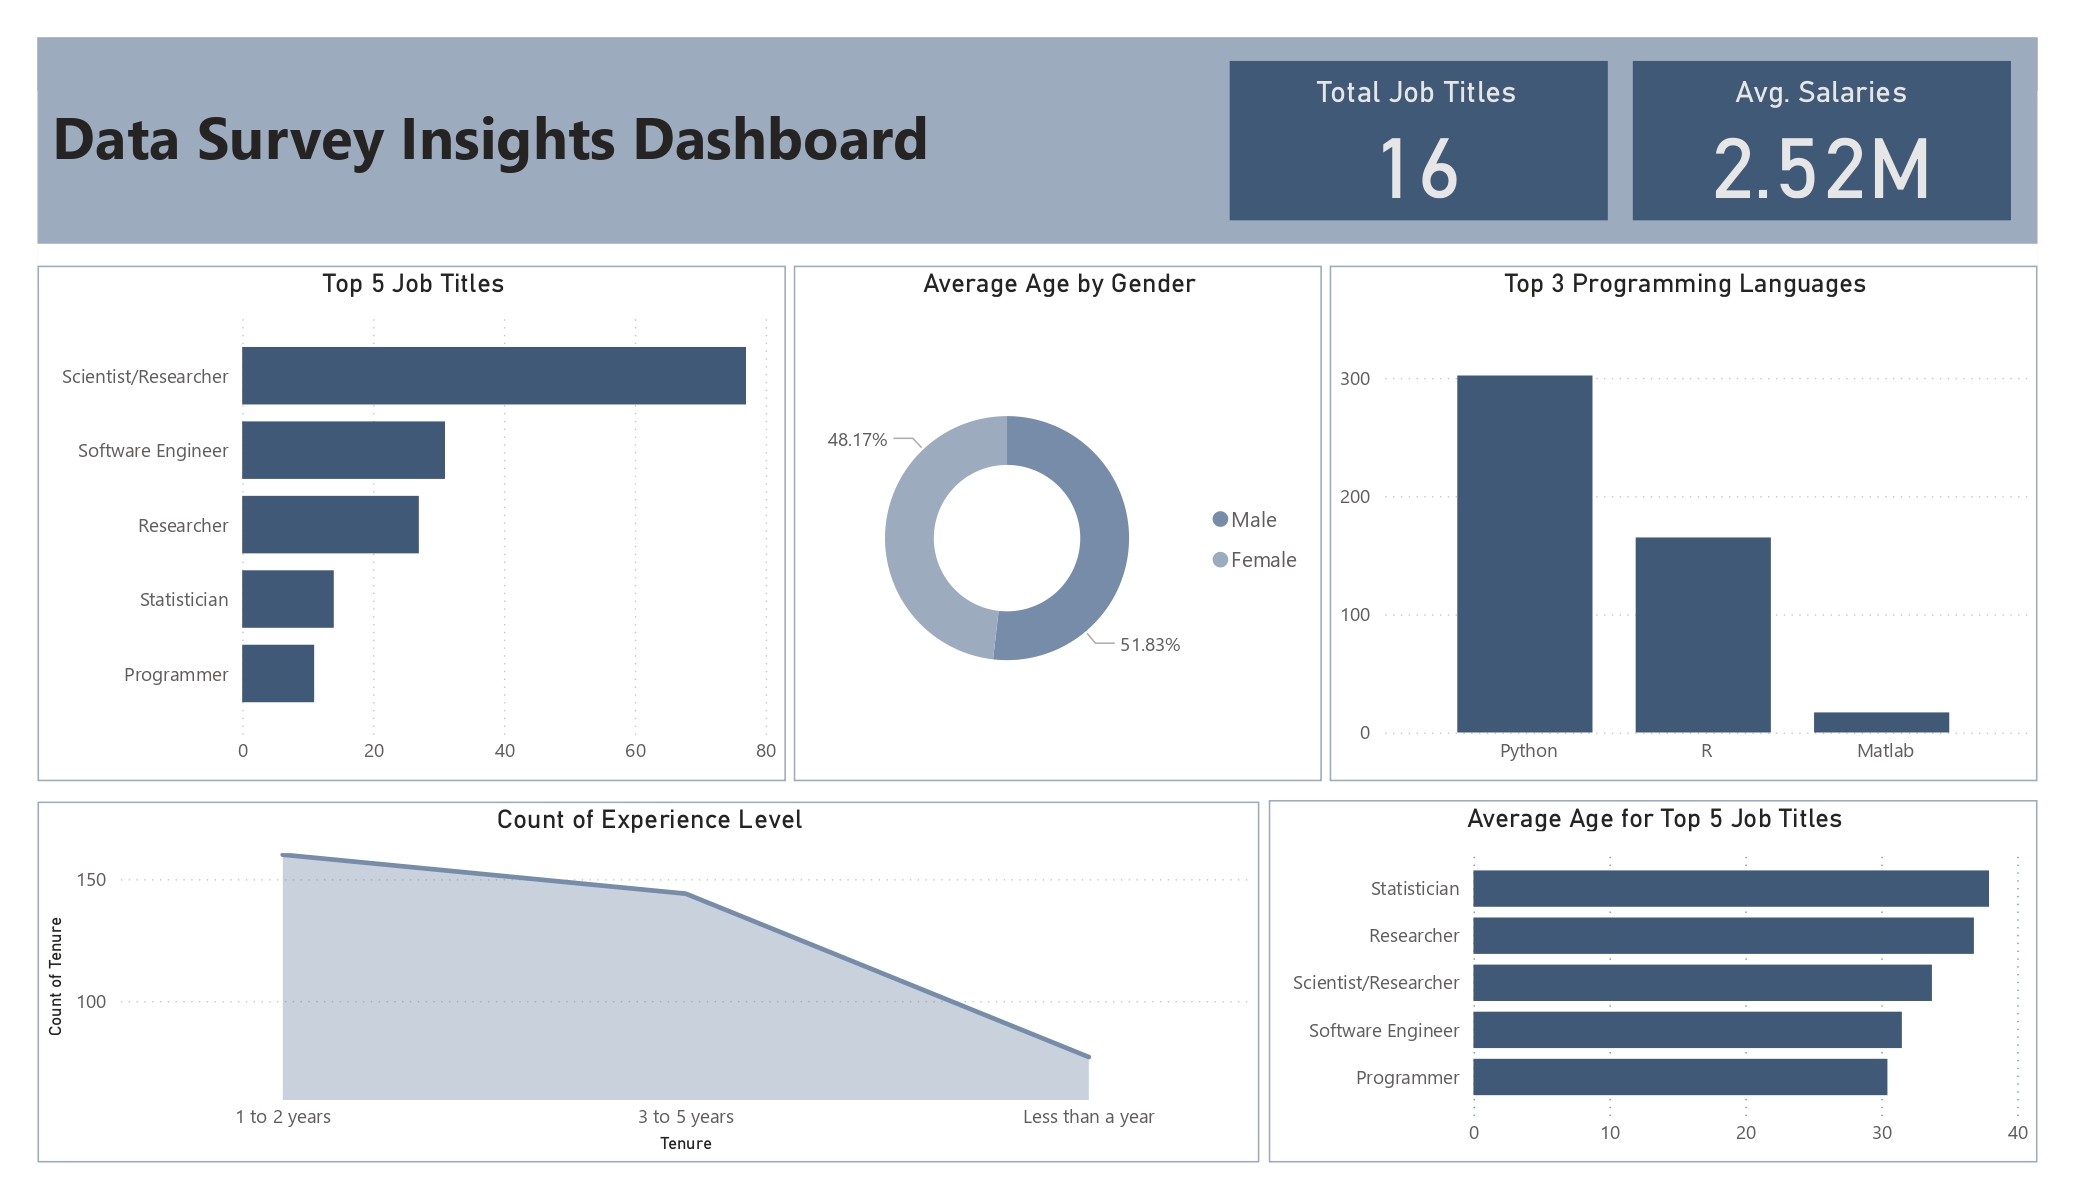 Data Survey Insights Dashboard
Total Job Titles
16
Avg. Salaries
2.52M
Top 5 Job Titles
Scientist/Researcher
Software Engineer
Researcher
Statistician
Programmer
0 20 40 60 80
Average Age by Gender
48.17%
51.83%
Male
Female
Top 3 Programming Languages
300
200
100
0
Python R Matlab
Count of Experience Level
Count of Tenure
150
100
1 to 2 years 3 to 5 years Less than a year
Tenure
Average Age for Top 5 Job Titles
Statistician
Researcher
Scientist/Researcher
Software Engineer
Programmer
0 10 20 30 40